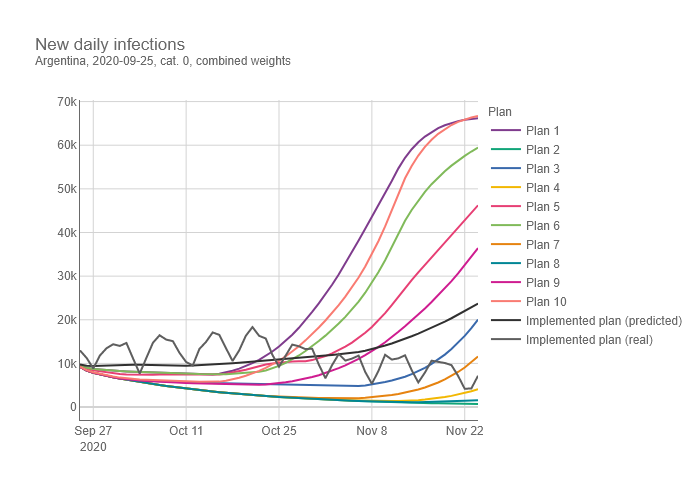 New daily infections
Argentina, 2020-09-25, cat. 0, combined weights
70k
60k
50k
40k
30k
20k
10k
0
Sep 27
2020
Oct 11
Oct 25
Nov 8
Nov 22
Plan
Plan 1
Plan 2
Plan 3
Plan 4
Plan 5
Plan 6
Plan 7
Plan 8
Plan 9
Plan 10
Implemented plan (predicted)
Implemented plan (real)